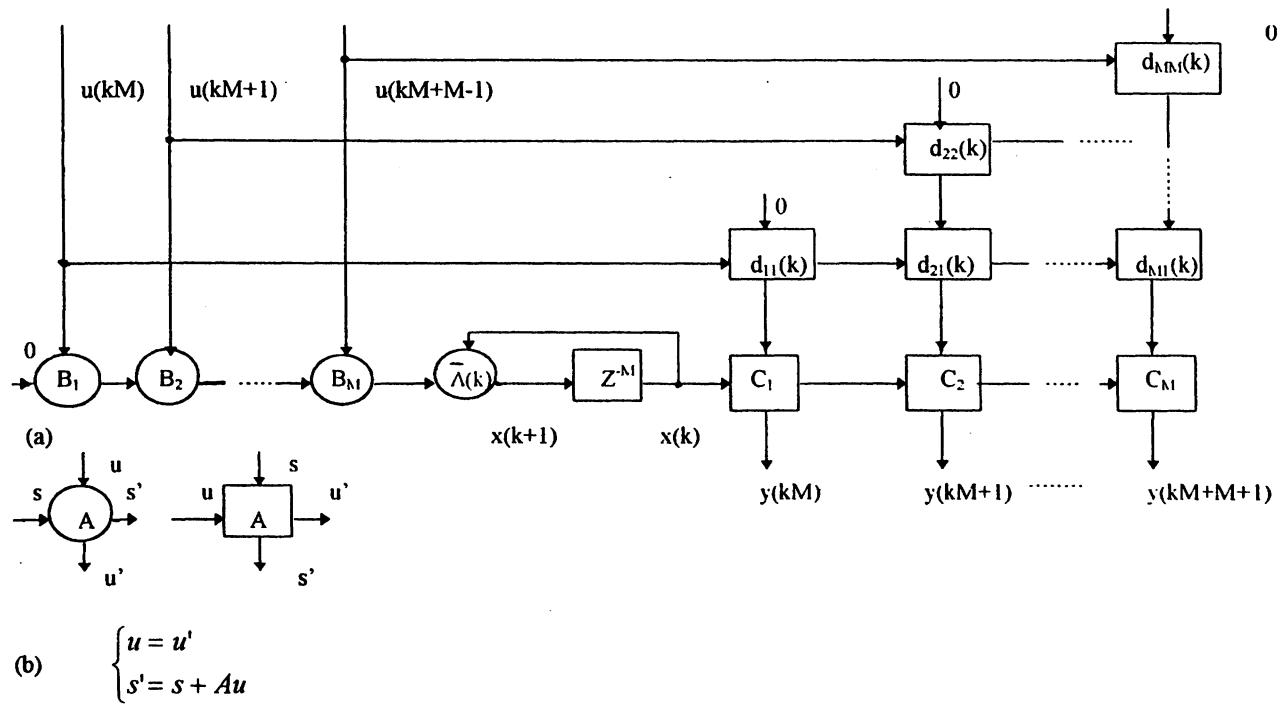 0
d_MM(k)
u(kM) u(kM+1) u(kM+M-1)
0
d_22(k) ........
0
d_11(k) d_21(k) ........ d_M1(k)
0
B_1 B_2 ........ B_M Λ̄(k) Z^-M C_1 C_2 ........ C_M
(a) x(k+1) x(k)
u s
s s' u u'
A A
y(kM) y(kM+1) ........ y(kM+M+1)
u' s'
(b) { u = u'
s' = s + Au